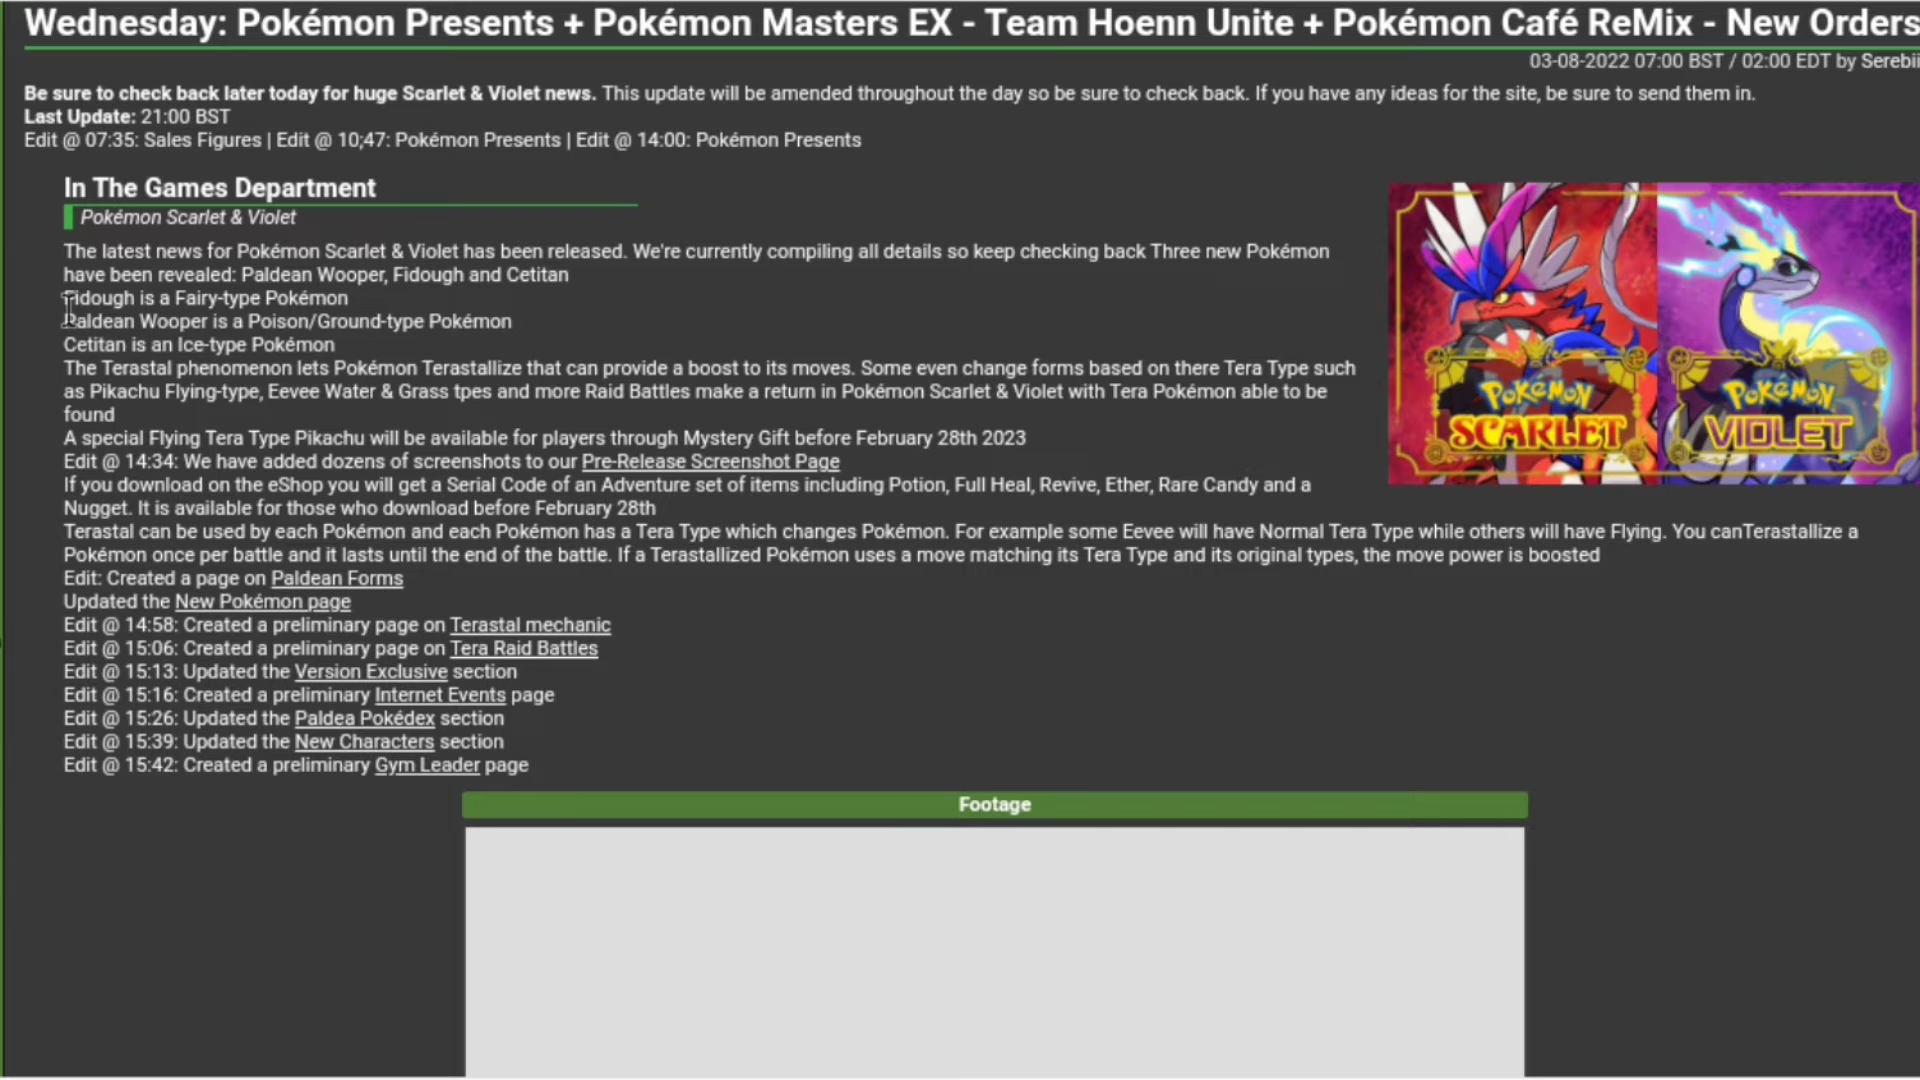 Wednesday: Pokémon Presents + Pokémon Masters EX - Team Hoenn Unite + Pokémon Café ReMix - New Orders
03-08-2022 07:00 BST / 02:00 EDT by Serebii
Be sure to check back later today for huge Scarlet & Violet news. This update will be amended throughout the day so be sure to check back. If you have any ideas for the site, be sure to send them in.
Last Update: 21:00 BST
Edit @ 07:35: Sales Figures | Edit @ 10;47: Pokémon Presents | Edit @ 14:00: Pokémon Presents
In The Games Department
Pokémon Scarlet & Violet
The latest news for Pokémon Scarlet & Violet has been released. We're currently compiling all details so keep checking back Three new Pokémon
have been revealed: Paldean Wooper, Fidough and Cetitan
Fidough is a Fairy-type Pokémon
Paldean Wooper is a Poison/Ground-type Pokémon
Cetitan is an Ice-type Pokémon
The Terastal phenomenon lets Pokémon Terastallize that can provide a boost to its moves. Some even change forms based on there Tera Type such
as Pikachu Flying-type, Eevee Water & Grass tpes and more Raid Battles make a return in Pokémon Scarlet & Violet with Tera Pokémon able to be
found
A special Flying Tera Type Pikachu will be available for players through Mystery Gift before February 28th 2023
Edit @ 14:34: We have added dozens of screenshots to our Pre-Release Screenshot Page
If you download on the eShop you will get a Serial Code of an Adventure set of items including Potion, Full Heal, Revive, Ether, Rare Candy and a
Nugget. It is available for those who download before February 28th
Terastal can be used by each Pokémon and each Pokémon has a Tera Type which changes Pokémon. For example some Eevee will have Normal Tera Type while others will have Flying. You canTerastallize a
Pokémon once per battle and it lasts until the end of the battle. If a Terastallized Pokémon uses a move matching its Tera Type and its original types, the move power is boosted
Edit: Created a page on Paldean Forms
Updated the New Pokémon page
Edit @ 14:58: Created a preliminary page on Terastal mechanic
Edit @ 15:06: Created a preliminary page on Tera Raid Battles
Edit @ 15:13: Updated the Version Exclusive section
Edit @ 15:16: Created a preliminary Internet Events page
Edit @ 15:26: Updated the Paldea Pokédex section
Edit @ 15:39: Updated the New Characters section
Edit @ 15:42: Created a preliminary Gym Leader page
POKéMON
SCARLET
POKéMON
VIOLET
Footage